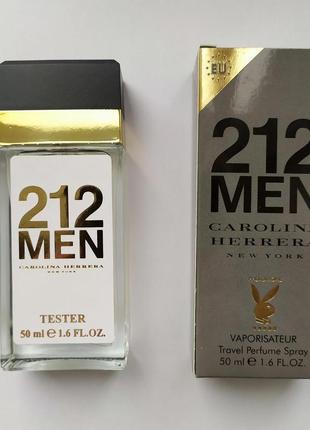 212
MEN
CAROLINA HERRERA
NEW YORK
TESTER
50 ml ℮ 1.6 FL.OZ.
EU
212
MEN
CAROLINA
HERRERA
NEW YORK
VAPORISATEUR
Travel Perfume Spray
50 ml ℮ 1.6 FL.OZ.